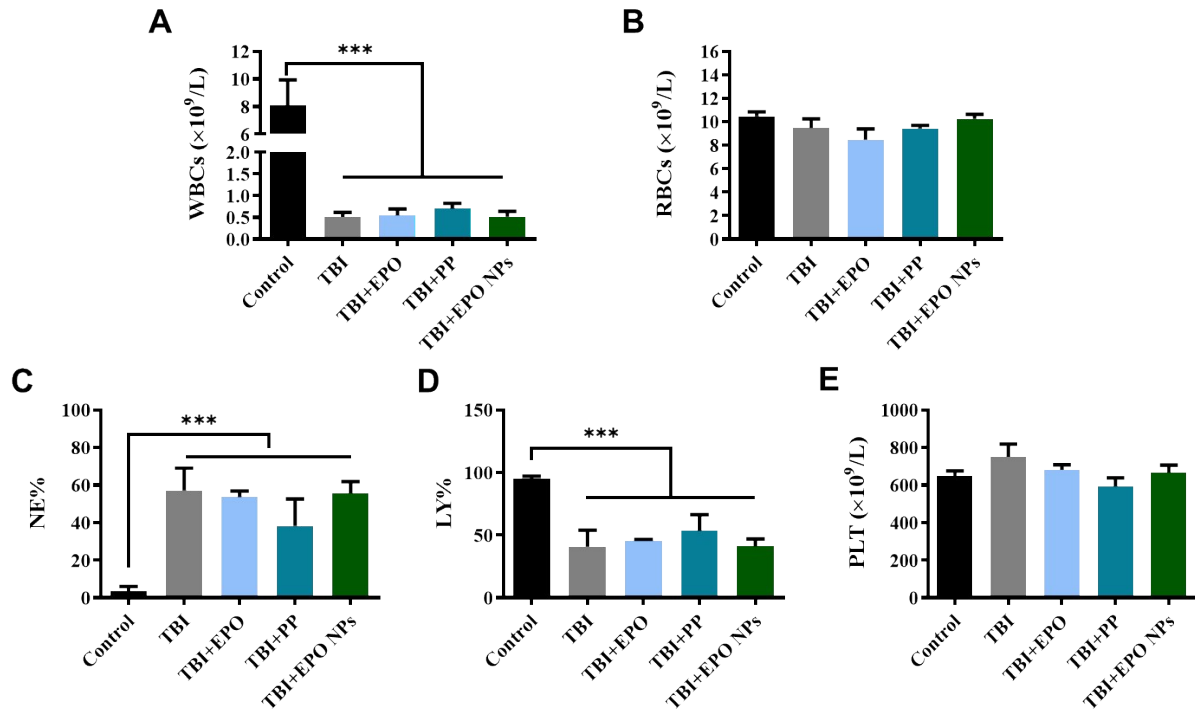 A
WBCs (×10⁹/L)
12
10
8
6
2.0
1.5
1.0
0.5
0.0
***
Control
TBI
TBI+EPO
TBI+PP
TBI+EPO NPs
B
RBCs (×10⁹/L)
16
14
12
10
8
6
4
2
0
Control
TBI
TBI+EPO
TBI+PP
TBI+EPO NPs
C
NE%
100
80
60
40
20
0
***
Control
TBI
TBI+EPO
TBI+PP
TBI+EPO NPs
D
LY%
150
100
50
0
***
Control
TBI
TBI+EPO
TBI+PP
TBI+EPO NPs
E
PLT (×10⁹/L)
1000
800
600
400
200
0
Control
TBI
TBI+EPO
TBI+PP
TBI+EPO NPs